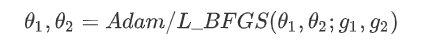 θ₁, θ₂ = Adam/L_BFGS(θ₁, θ₂; g₁, g₂)